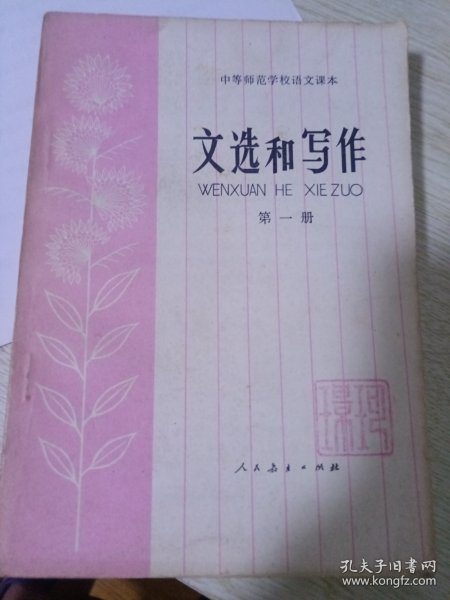 中等师范学校语文课本
文选和写作
WENXUAN HE XIEZUO
第一册
人民教育出版社
孔夫子旧书网
www.kongfz.com